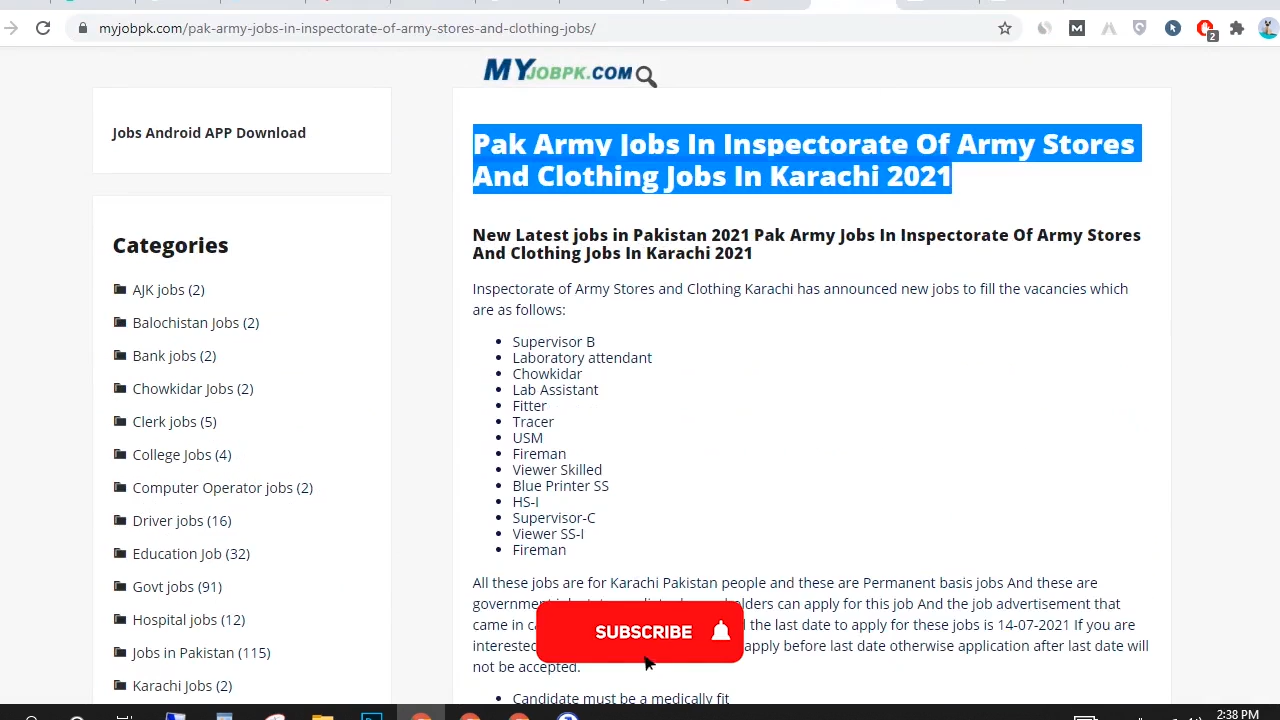 myjobpk.com/pak-army-jobs-in-inspectorate-of-army-stores-and-clothing-jobs/
2
MYJOBPK.COM
Jobs Android APP Download
Categories
AJK jobs (2)
Balochistan Jobs (2)
Bank jobs (2)
Chowkidar Jobs (2)
Clerk jobs (5)
College Jobs (4)
Computer Operator jobs (2)
Driver jobs (16)
Education Job (32)
Govt jobs (91)
Hospital jobs (12)
Jobs in Pakistan (115)
Karachi Jobs (2)
Pak Army Jobs In Inspectorate Of Army Stores
And Clothing Jobs In Karachi 2021
New Latest jobs in Pakistan 2021 Pak Army Jobs In Inspectorate Of Army Stores
And Clothing Jobs In Karachi 2021
Inspectorate of Army Stores and Clothing Karachi has announced new jobs to fill the vacancies which
are as follows:
Supervisor B
Laboratory attendant
Chowkidar
Lab Assistant
Fitter
Tracer
USM
Fireman
Viewer Skilled
Blue Printer SS
HS-I
Supervisor-C
Viewer SS-I
Fireman
All these jobs are for Karachi Pakistan people and these are Permanent basis jobs And these are
government holders can apply for this job And the job advertisement that
came in the last date to apply for these jobs is 14-07-2021 If you are
interested apply before last date otherwise application after last date will
not be accepted.
SUBSCRIBE
Candidate must be a medically fit
2:38 PM